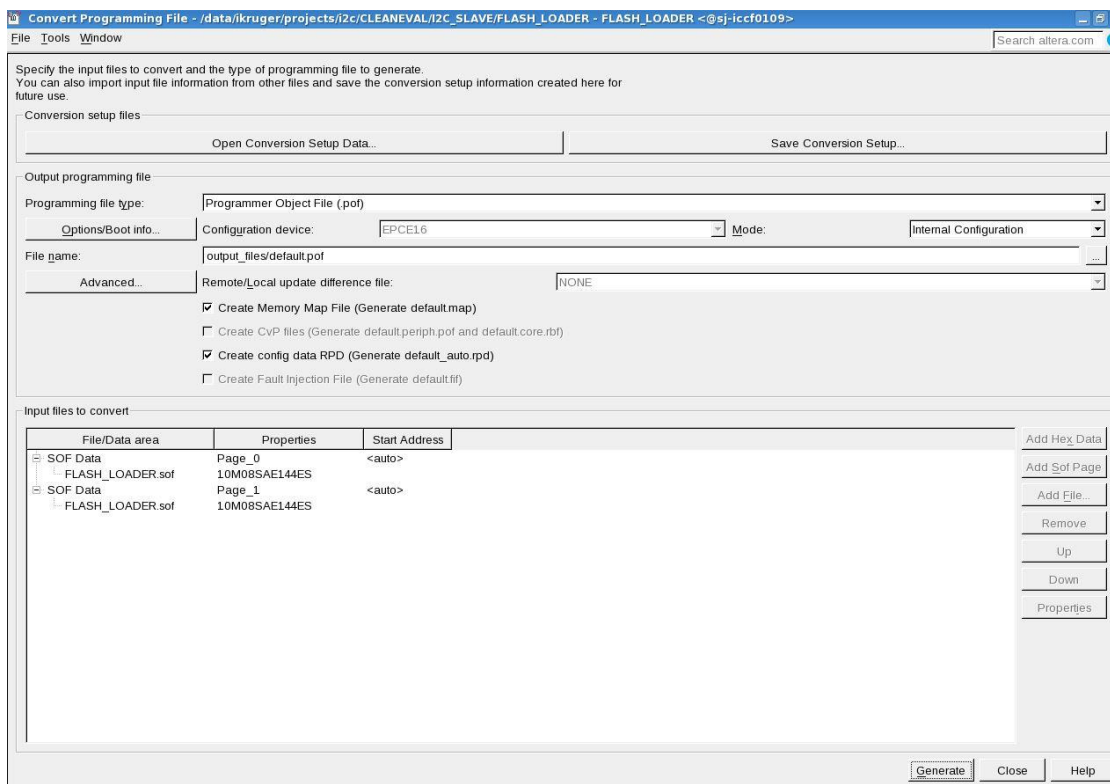 Convert Programming File - /data/ikruger/projects/i2c/CLEANEVAL/I2C_SLAVE/FLASH_LOADER - FLASH_LOADER <@sj-iccf0109>
File Tools Window
Search altera.com
Specify the input files to convert and the type of programming file to generate.
You can also import input file information from other files and save the conversion setup information created here for
future use.
Conversion setup files
Open Conversion Setup Data... Save Conversion Setup...
Output programming file
Programming file type: Programmer Object File (.pof)
Options/Boot info... Configuration device: EPCE16 Mode: Internal Configuration
File name: output_files/default.pof ...
Advanced... Remote/Local update difference file: NONE
Create Memory Map File (Generate default.map)
Create CvP files (Generate default.periph.pof and default.core.rbf)
Create config data RPD (Generate default_auto.rpd)
Create Fault Injection File (Generate default.fif)
Input files to convert
File/Data area Properties Start Address
SOF Data Page_0 <auto>
FLASH_LOADER.sof 10M08SAE144ES
SOF Data Page_1 <auto>
FLASH_LOADER.sof 10M08SAE144ES
Add Hex Data
Add Sof Page
Add File...
Remove
Up
Down
Properties
Generate Close Help